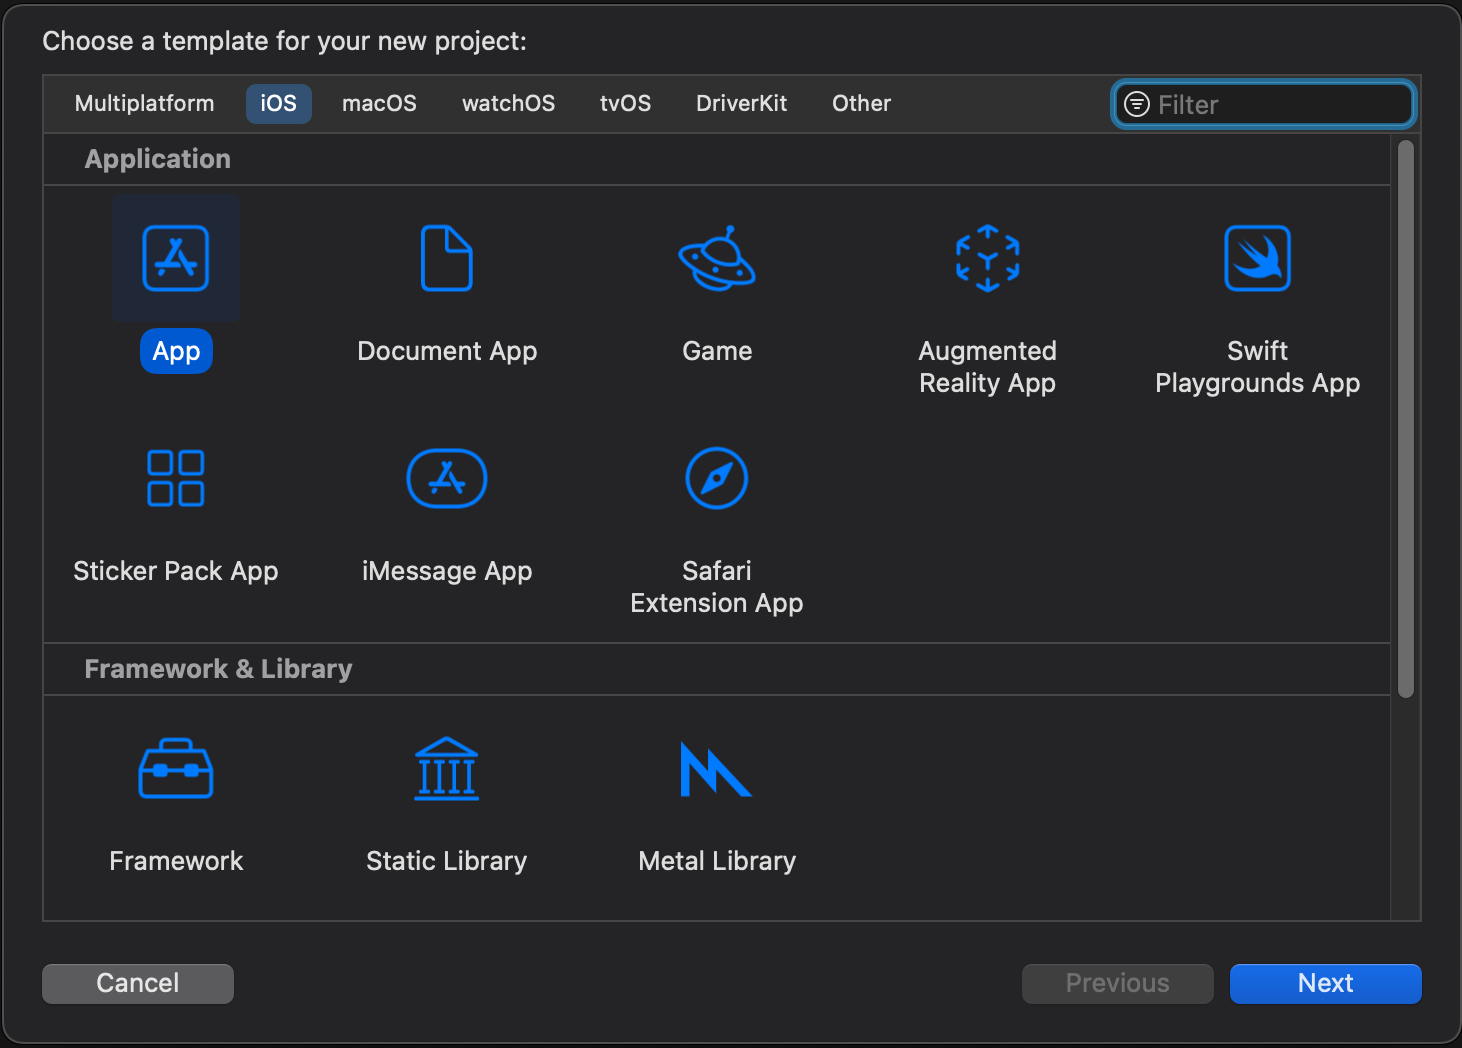 Choose a template for your new project:
Multiplatform iOS macOS watchOS tvOS DriverKit Other Filter
Application
App Document App Game Augmented Reality App Swift Playgrounds App
Sticker Pack App iMessage App Safari Extension App
Framework & Library
Framework Static Library Metal Library
Cancel Previous Next